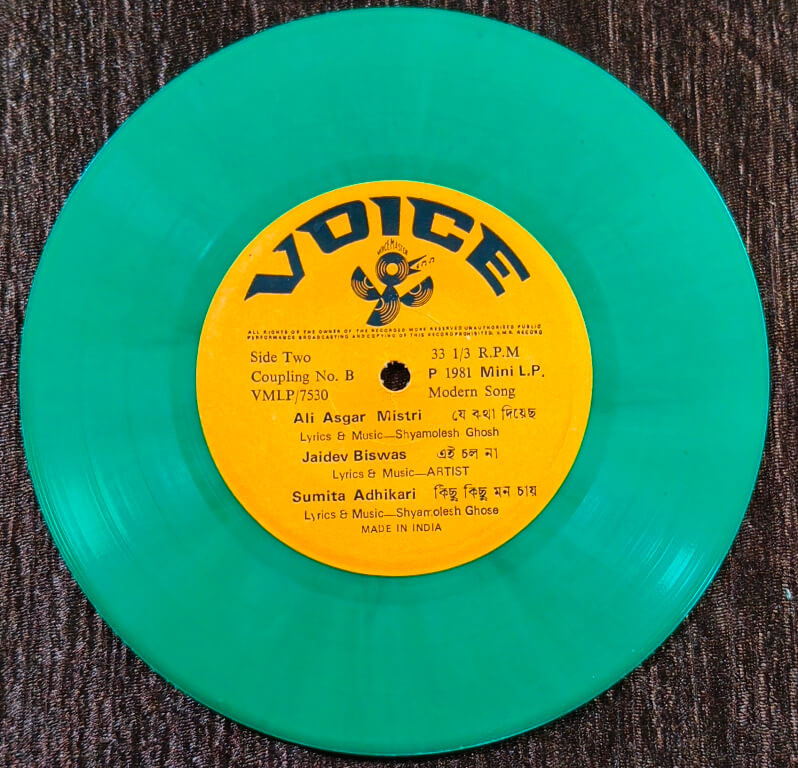 VOICE
VOICE MASTER
ALL RIGHTS OF THE OWNER OF THE RECORDED WORK RESERVED UNAUTHORISED PUBLIC
PERFORMANCE BROADCASTING AND COPYING OF THIS RECORD PROHIBITED. V.M.R. RECORD
Side Two 33 1/3 R.P.M
Coupling No. B P 1981 Mini L.P.
VMLP/7530 Modern Song
Ali Asgar Mistri যে কথা দিয়েছ
Lyrics & Music—Shyamolesh Ghosh
Jaidev Biswas এই চল না
Lyrics & Music—ARTIST
Sumita Adhikari কিছু কিছু মন চায়
Lyrics & Music—Shyamolesh Ghose
MADE IN INDIA